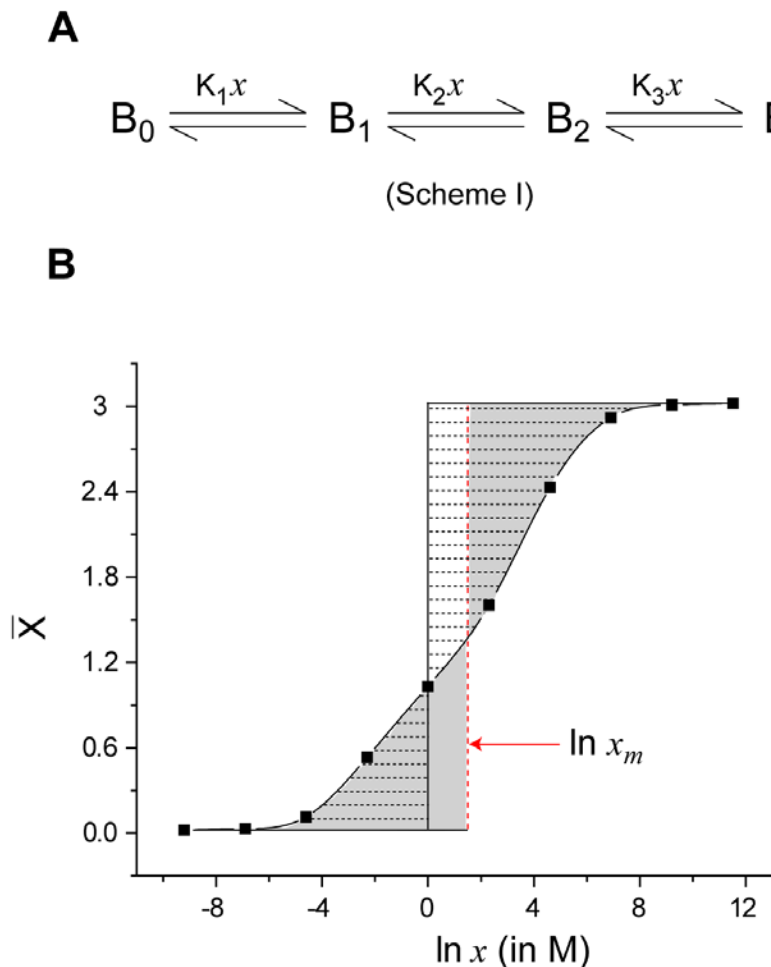 A
K₁x K₂x K₃x
B₀ B₁ B₂
(Scheme I)
B
3
2.4
1.8
1.2
0.6
0.0
X̄
ln xₘ
-8 -4 0 4 8 12
ln x (in M)